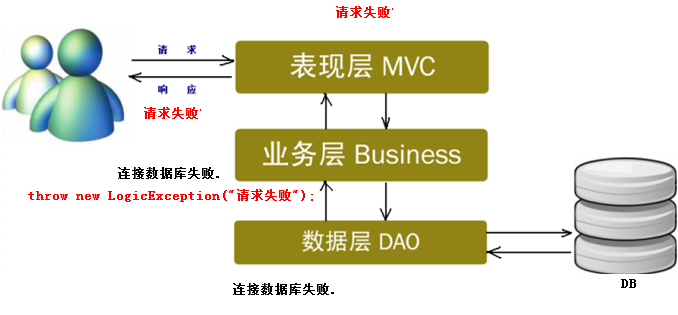 请求失败'
请 求
表现层 MVC
响 应
请求失败'
业务层 Business
连接数据库失败.
throw new LogicException("请求失败");
数据层 DAO
DB
连接数据库失败.